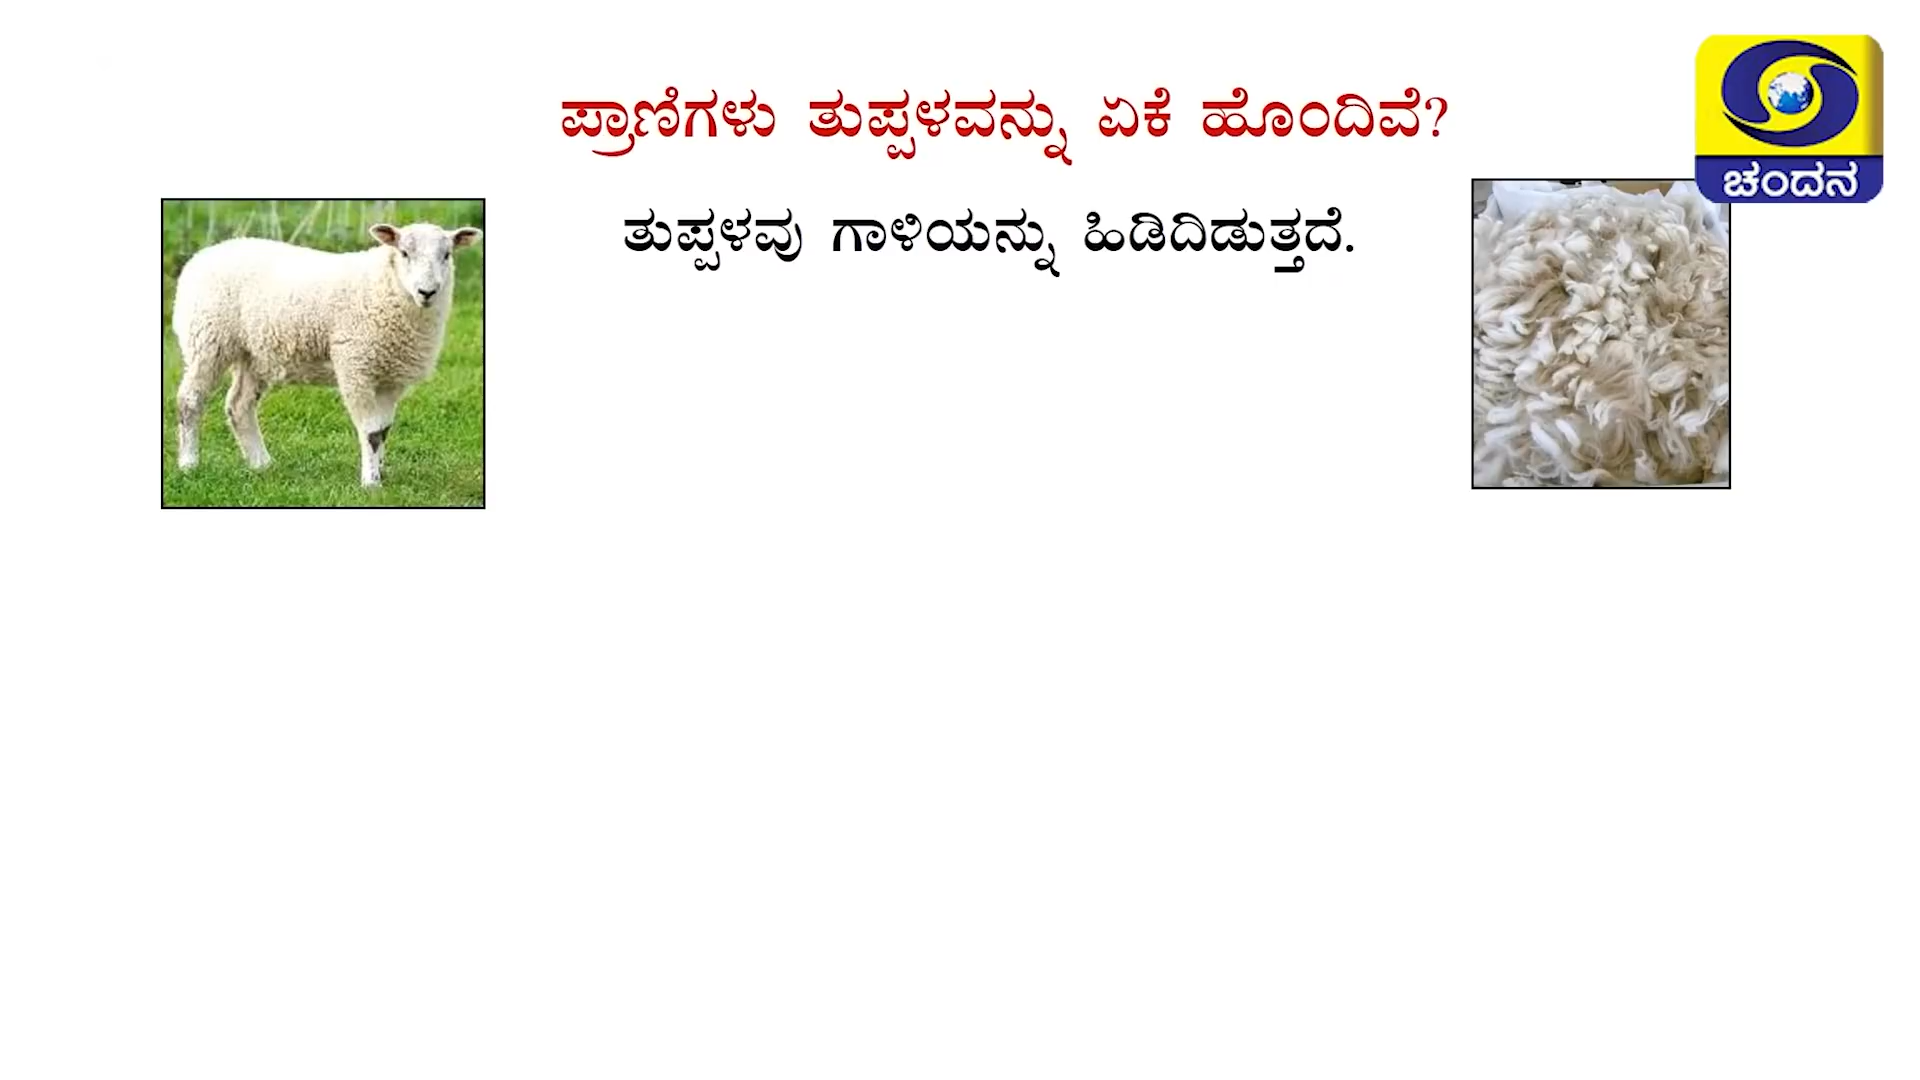 ಪ್ರಾಣಿಗಳು ತುಪ್ಪಳವನ್ನು ಏಕೆ ಹೊಂದಿವೆ?
ತುಪ್ಪಳವು ಗಾಳಿಯನ್ನು ಹಿಡಿದಿಡುತ್ತದೆ.
ಚಂದನ